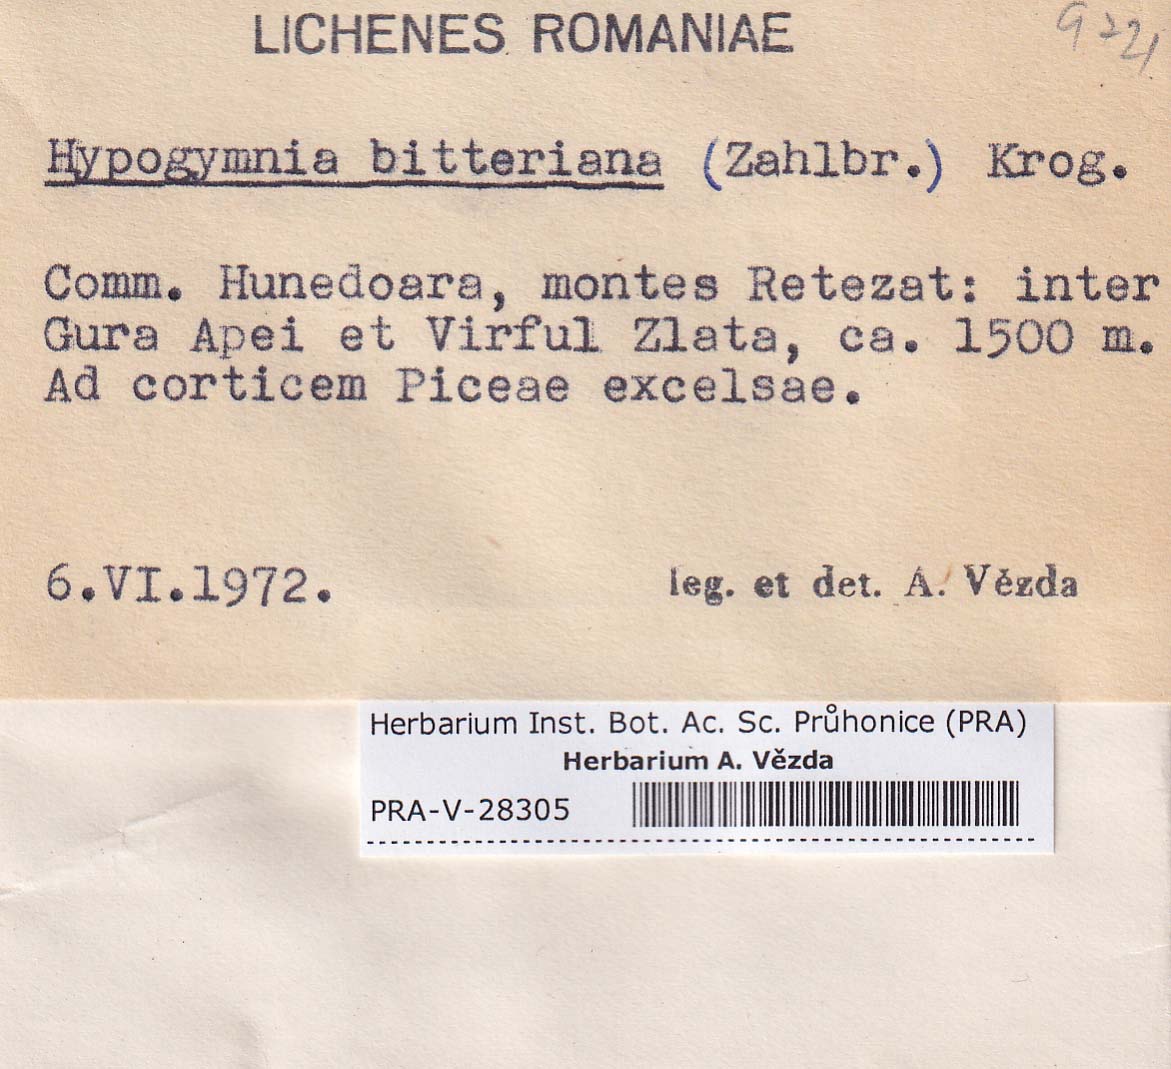 LICHENES ROMANIAE
Hypogymnia bitteriana (Zahlbr.) Krog.
Comm. Hunedoara, montes Retezat: inter
Gura Apei et Virful Zlata, ca. 1500 m.
Ad corticem Piceae excelsae.
6.VI.1972.
leg. et det. A. Vězda
Herbarium Inst. Bot. Ac. Sc. Průhonice (PRA)
Herbarium A. Vězda
PRA-V-28305